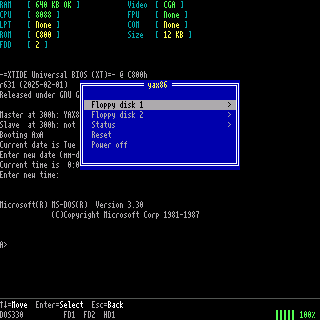 RAM [ 640 KB OK ] Video [ CGA ]
CPU [ 8088 ] FPU [ None ]
LPT [ None ] COM [ None ]
ROM [ C800 ] Size [ 12 KB ]
FDD [ 2 ]
-=XTIDE Universal BIOS (XT)=- @ C800h
r631 (2025-02-01)
Released under GNU G
Master at 300h: YAX8
Slave at 300h: not
Booting A»A
Current date is Tue
Enter new date (mm-d
Current time is 0:0
Enter new time:
yax86
Floppy disk 1 >
Floppy disk 2 >
Status >
Reset
Power off
Microsoft(R) MS-DOS(R) Version 3.30
(C)Copyright Microsoft Corp 1981-1987
A>
↑↓=Move Enter=Select Esc=Back
DOS330 FD1 FD2 HD1 100%